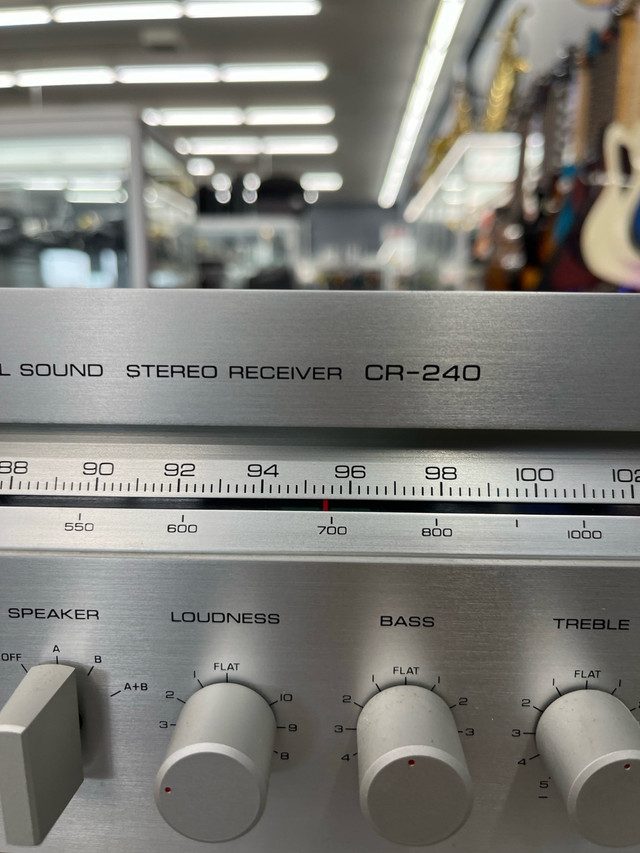 L SOUND STEREO RECEIVER CR-240
88 90 92 94 96 98 100 102
550 600 700 800 1000
SPEAKER LOUDNESS BASS TREBLE
OFF A B A+B
FLAT 1 2 3 10 9 8
FLAT 1 2 3 4 1 2 3
FLAT 1 2 3 4 5 1